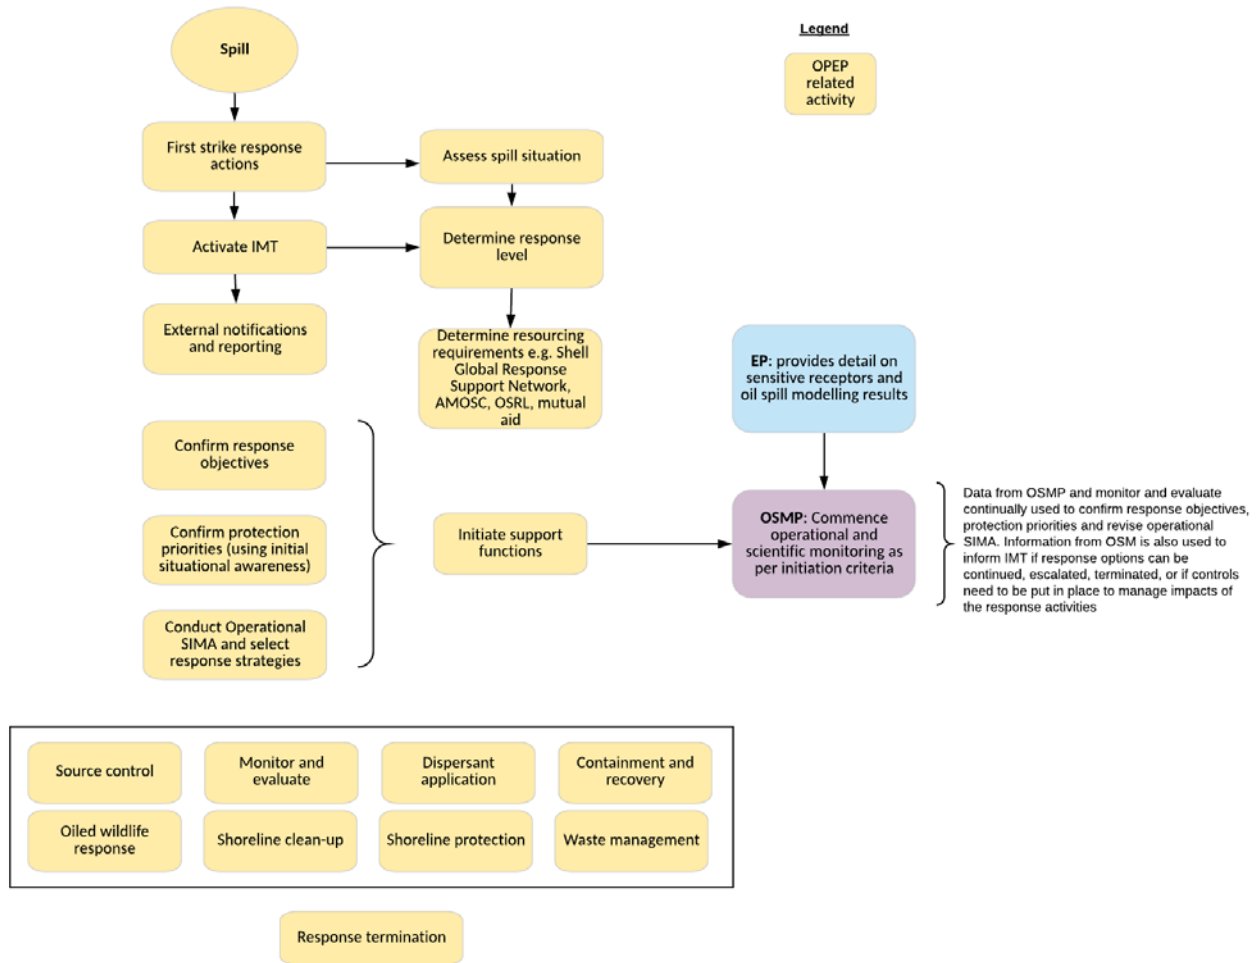 Spill
Legend
OPEP
related
activity
First strike response
actions
Assess spill situation
Activate IMT
Determine response
level
External notifications
and reporting
Determine resourcing
requirements e.g. Shell
Global Response
Support Network,
AMOSC, OSRL, mutual
aid
EP: provides detail on
sensitive receptors and
oil spill modelling results
Confirm response
objectives
Confirm protection
priorities (using initial
situational awareness)
Conduct Operational
SIMA and select
response strategies
Initiate support
functions
OSMP: Commence
operational and
scientific monitoring as
per initiation criteria
Data from OSMP and monitor and evaluate
continually used to confirm response objectives,
protection priorities and revise operational
SIMA. Information from OSM is also used to
inform IMT if response options can be
continued, escalated, terminated, or if controls
need to be put in place to manage impacts of
the response activities
Source control
Monitor and
evaluate
Dispersant
application
Containment and
recovery
Oiled wildlife
response
Shoreline clean-up
Shoreline protection
Waste management
Response termination